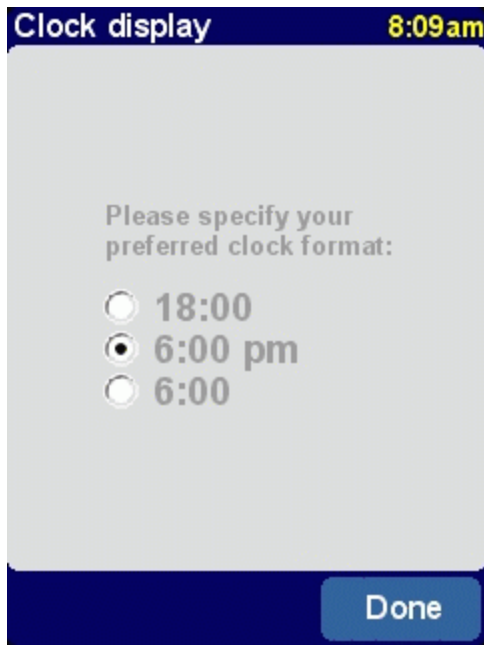 Clock display 8:09am
Please specify your
preferred clock format:
18:00
6:00 pm
6:00
Done